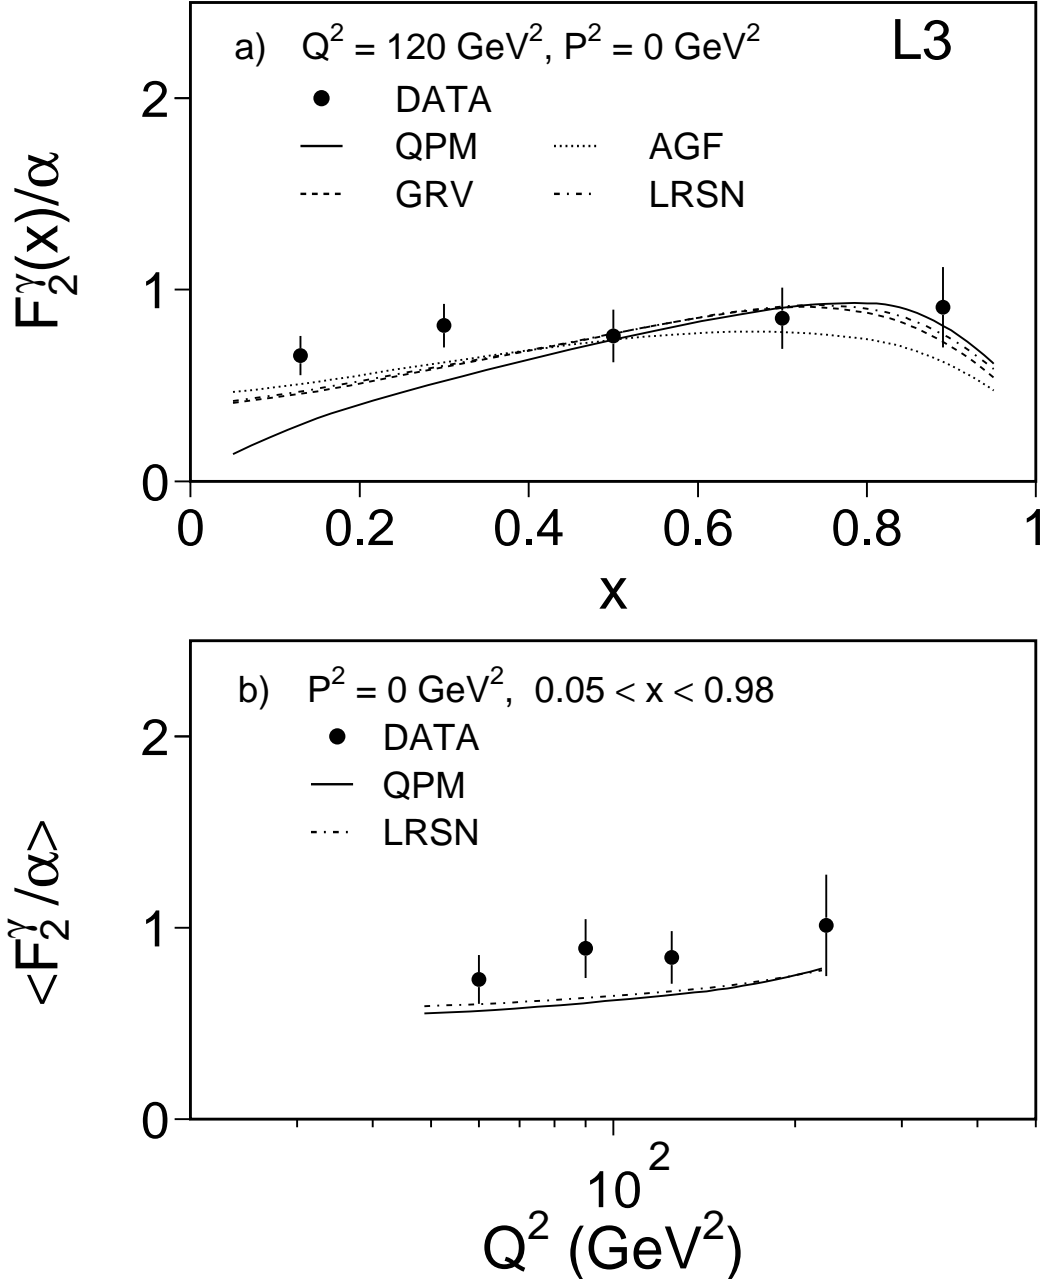 a) Q² = 120 GeV², P² = 0 GeV² L3
DATA
QPM AGF
GRV LRSN
F₂^γ(x)/α
2
1
0
0 0.2 0.4 0.6 0.8 1
x
b) P² = 0 GeV², 0.05 < x < 0.98
DATA
QPM
LRSN
<F₂^γ/α>
2
1
0
10²
Q² (GeV²)